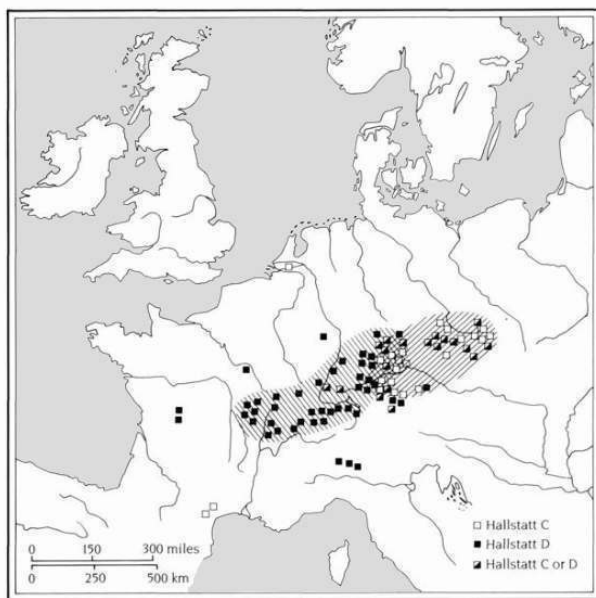 Hallstatt C
Hallstatt D
Hallstatt C or D
0 150 300 miles
0 250 500 km